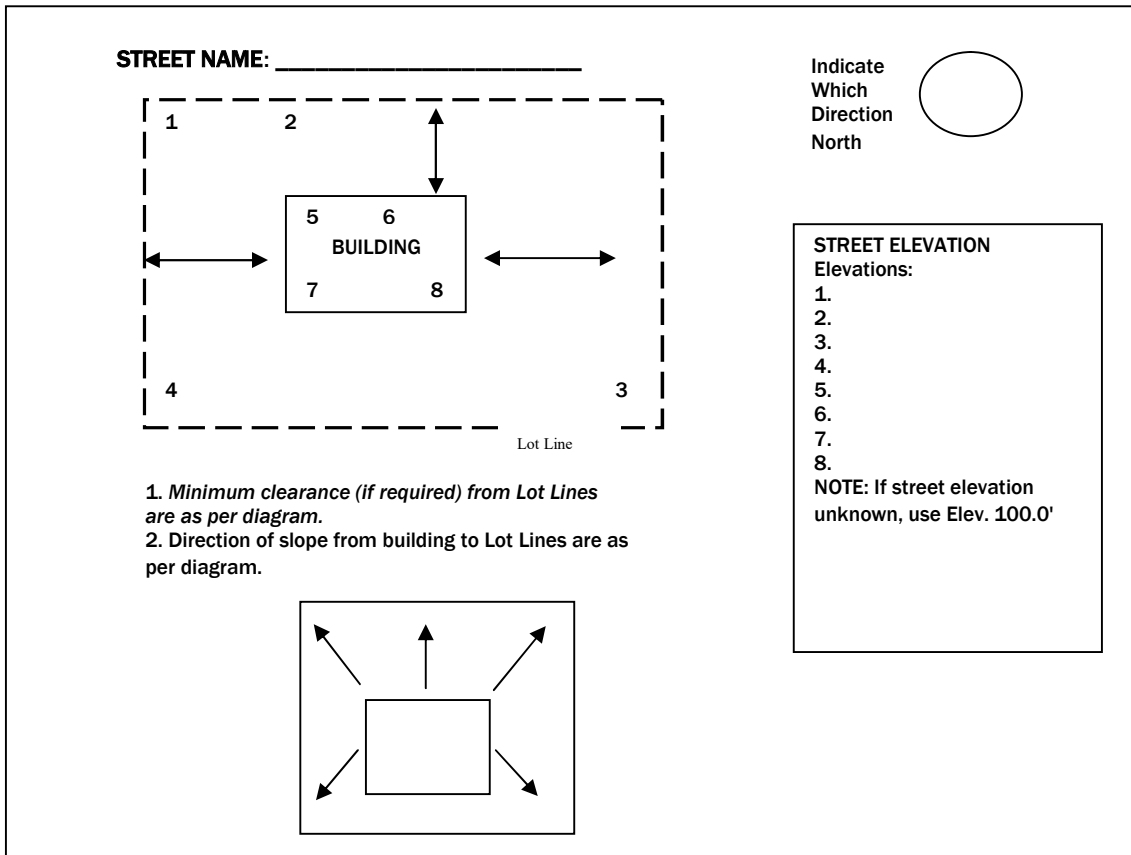 STREET NAME: _________________________
Indicate
Which
Direction
North
1 2
5 6
BUILDING
7 8
4 3
Lot Line
STREET ELEVATION
Elevations:
1.
2.
3.
4.
5.
6.
7.
8.
NOTE: If street elevation
unknown, use Elev. 100.0'
1. Minimum clearance (if required) from Lot Lines
are as per diagram.
2. Direction of slope from building to Lot Lines are as
per diagram.